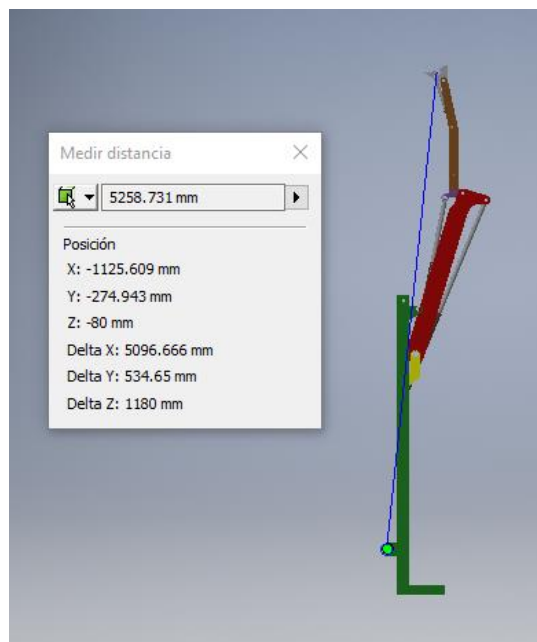 Medir distancia
5258.731 mm
Posición
X: -1125.609 mm
Y: -274.943 mm
Z: -80 mm
Delta X: 5096.666 mm
Delta Y: 534.65 mm
Delta Z: 1180 mm